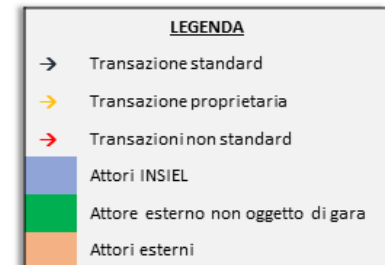 LEGENDA
→ Transazione standard
→ Transazione proprietaria
→ Transazioni non standard
Attori INSIEL
Attore esterno non oggetto di gara
Attori esterni